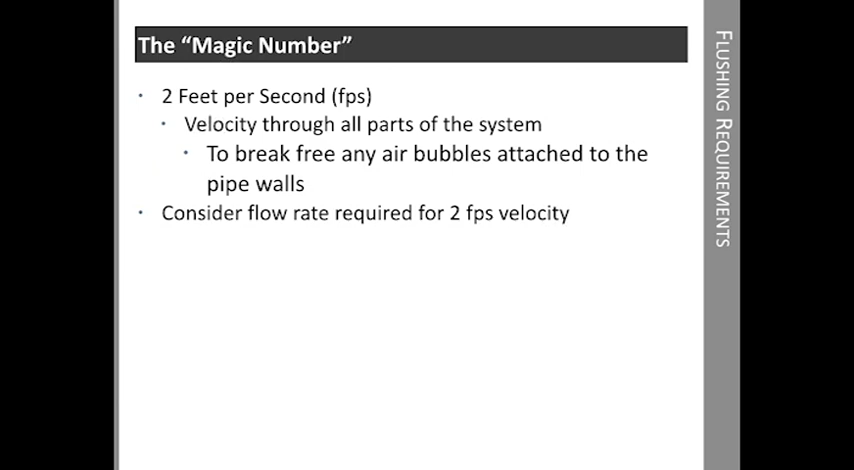 The “Magic Number”
• 2 Feet per Second (fps)
• Velocity through all parts of the system
• To break free any air bubbles attached to the
pipe walls
• Consider flow rate required for 2 fps velocity
FLUSHING REQUIREMENTS